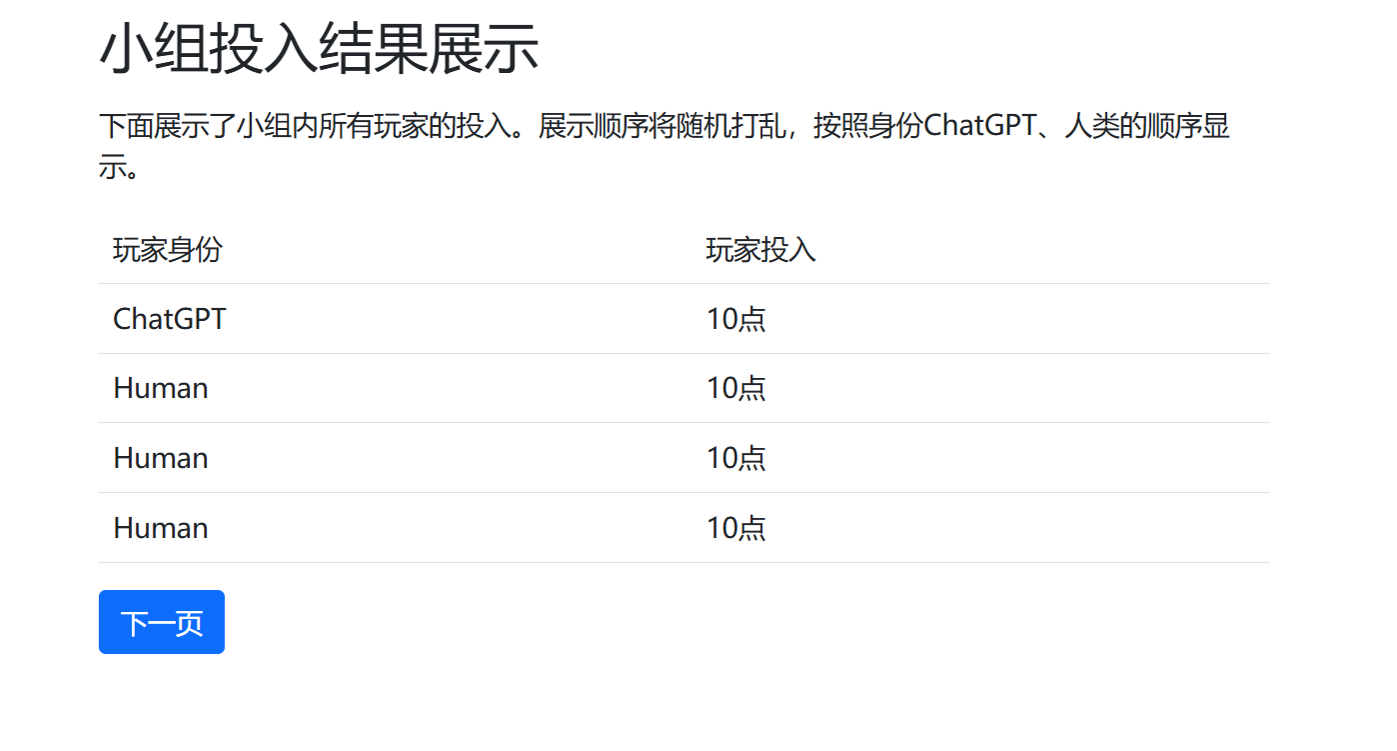 小组投入结果展示
下面展示了小组内所有玩家的投入。展示顺序将随机打乱，按照身份ChatGPT、人类的顺序显
示。
玩家身份 玩家投入
ChatGPT 10点
Human 10点
Human 10点
Human 10点
下一页